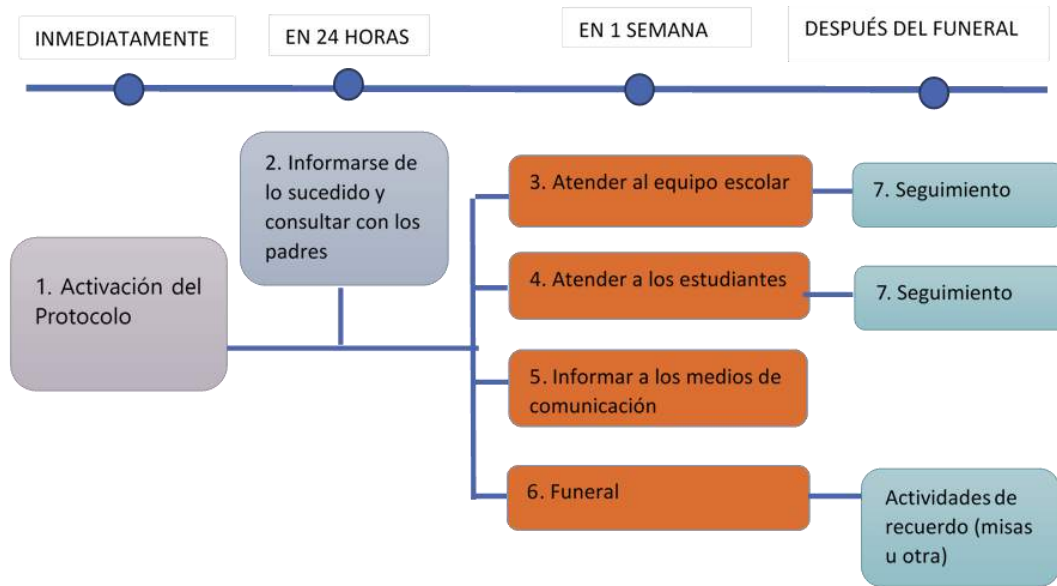 INMEDIATAMENTE
EN 24 HORAS
EN 1 SEMANA
DESPUÉS DEL FUNERAL
1. Activación del
Protocolo
2. Informarse de
lo sucedido y
consultar con los
padres
3. Atender al equipo escolar
7. Seguimiento
4. Atender a los estudiantes
7. Seguimiento
5. Informar a los medios de
comunicación
6. Funeral
Actividades de
recuerdo (misas
u otra)